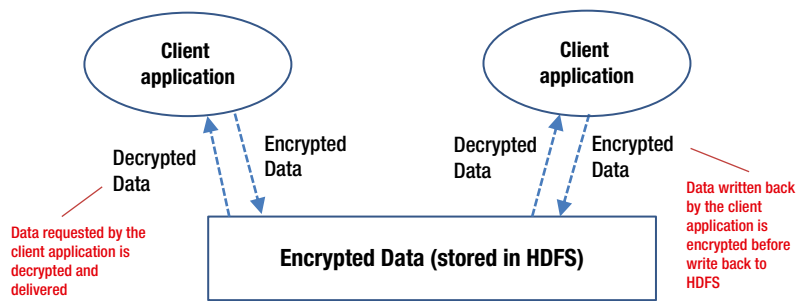 Client
application
Client
application
Decrypted
Data
Encrypted
Data
Decrypted
Data
Encrypted
Data
Data requested by the
client application is
decrypted and
delivered
Data written back
by the client
application is
encrypted before
write back to
HDFS
Encrypted Data (stored in HDFS)